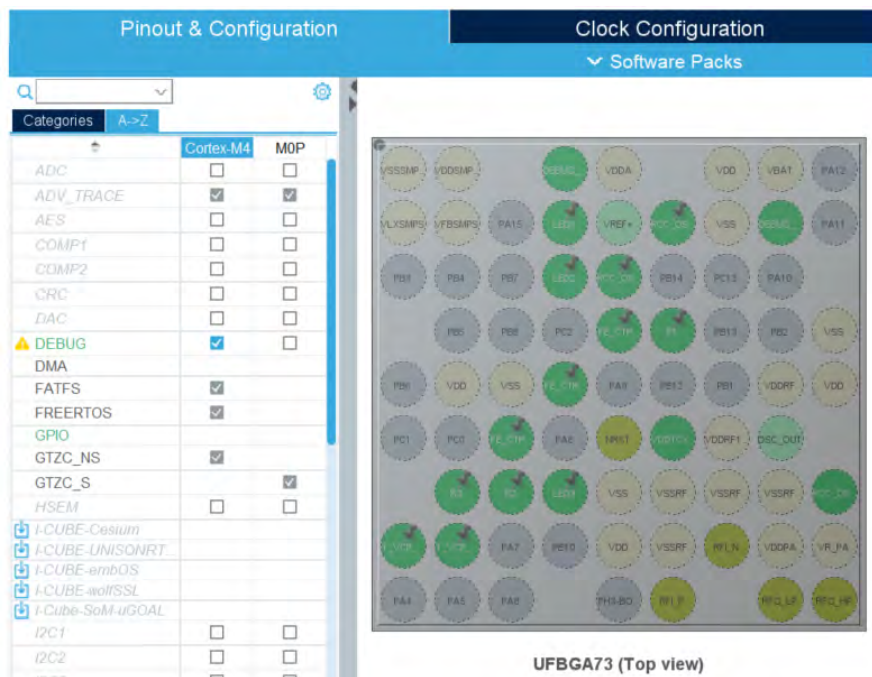 Pinout & Configuration
Clock Configuration
Software Packs
Categories
A->Z
Cortex-M4
M0P
ADC
ADV_TRACE
AES
COMP1
COMP2
CRC
DAC
DEBUG
DMA
FATFS
FREERTOS
GPIO
GTZC_NS
GTZC_S
HSEM
I-CUBE-Cesium
I-CUBE-UNISONRT
I-CUBE-embOS
I-CUBE-wolfSSL
I-Cube-SoM-uGOAL
I2C1
I2C2
VSSSMP VDDSMP VDDA VDD VBAT PA12
VLXSMPS VFBSMPS PA15 LED1 VREF+ VSS PA11
PB3 PB4 PB7 LED2 PB14 PC13 PA10
PB5 PB8 PC2 PB13 PB2 VSS
VDD VSS PA9 PB12 PB1 VDDRF VDD
PC1 PC0 PA8 NRST VDDRF1 OSC_OUT
LED3 VSS VSSRF VSSRF VSSRF
PA7 PB10 VDD VSSRF RFI_N VDDPA VR_PA
PA4 PA5 PA6 PH3-BO RFI_P RFO_LP RFO_HP
UFBGA73 (Top view)